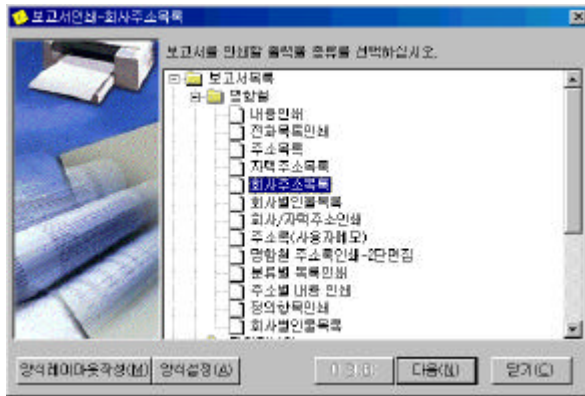 보고서인쇄-회사주소목록
보고서를 인쇄할 출력물 종류를 선택하십시오.
보고서목록
명함철
내용인쇄
전화목록인쇄
주소목록
자택주소목록
회사주소목록
회사별인물목록
회사/자택주소인쇄
주소록(사용자메모)
명함철 주소록인쇄-2단편집
분류별 목록인쇄
주소별 내용 인쇄
정의항목인쇄
회사별인물목록
양식레이아웃작성(M) 양식설정(A) 다음(N) 닫기(C)